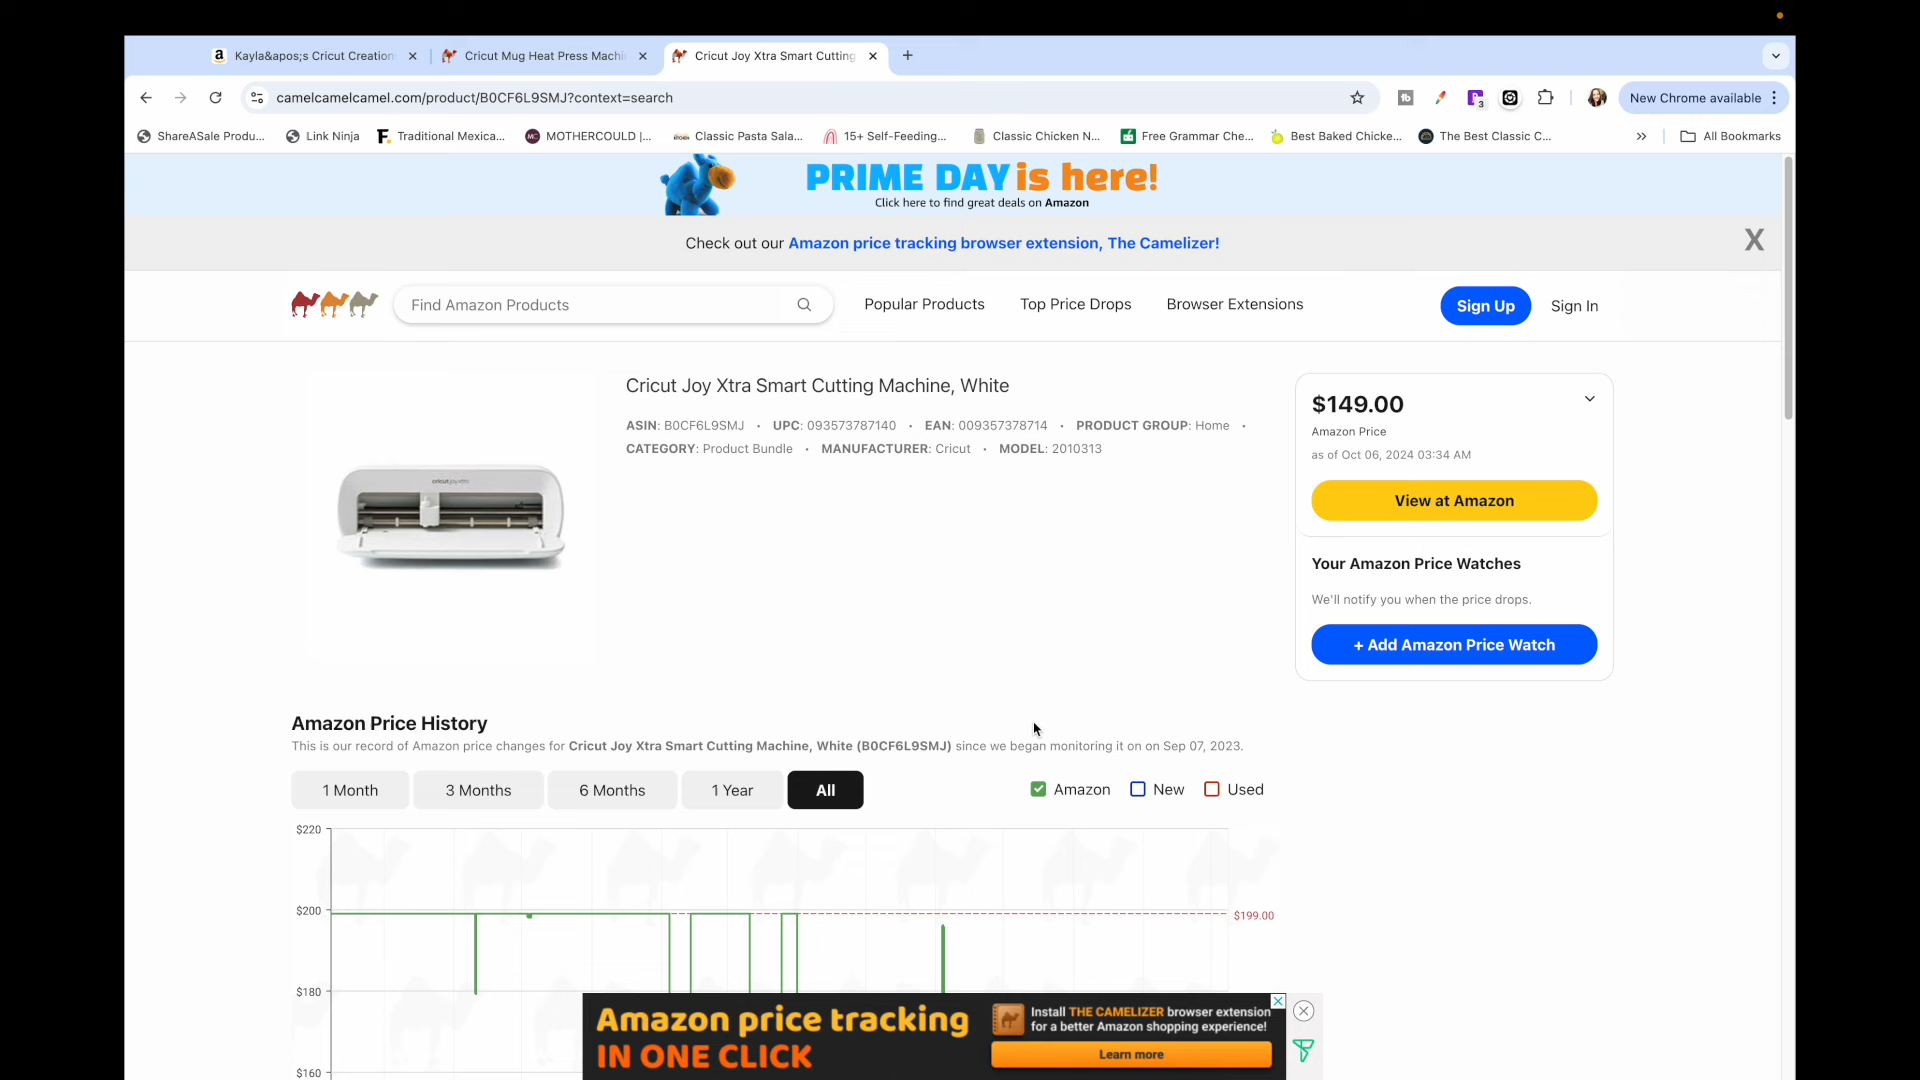 Kayla&apos;s Cricut Creation
Cricut Mug Heat Press Machi
Cricut Joy Xtra Smart Cutting
camelcamelcamel.com/product/B0CF6L9SMJ?context=search
3
New Chrome available
ShareASale Produ...
Link Ninja
Traditional Mexica...
MOTHERCOULD |...
Classic Pasta Sala...
15+ Self-Feeding...
Classic Chicken N...
Free Grammar Che...
Best Baked Chicke...
The Best Classic C...
All Bookmarks
PRIME DAY is here!
Click here to find great deals on Amazon
Check out our Amazon price tracking browser extension, The Camelizer!
X
Find Amazon Products
Popular Products
Top Price Drops
Browser Extensions
Sign Up
Sign In
Cricut Joy Xtra Smart Cutting Machine, White
ASIN: B0CF6L9SMJ • UPC: 093573787140 • EAN: 009357378714 • PRODUCT GROUP: Home •
CATEGORY: Product Bundle • MANUFACTURER: Cricut • MODEL: 2010313
cricut joy xtra
$149.00
Amazon Price
as of Oct 06, 2024 03:34 AM
View at Amazon
Your Amazon Price Watches
We'll notify you when the price drops.
+ Add Amazon Price Watch
Amazon Price History
This is our record of Amazon price changes for Cricut Joy Xtra Smart Cutting Machine, White (B0CF6L9SMJ) since we began monitoring it on on Sep 07, 2023.
1 Month
3 Months
6 Months
1 Year
All
Amazon
New
Used
$220
$200
$199.00
$180
$160
Amazon price tracking
IN ONE CLICK
Install THE CAMELIZER browser extension
for a better Amazon shopping experience!
Learn more